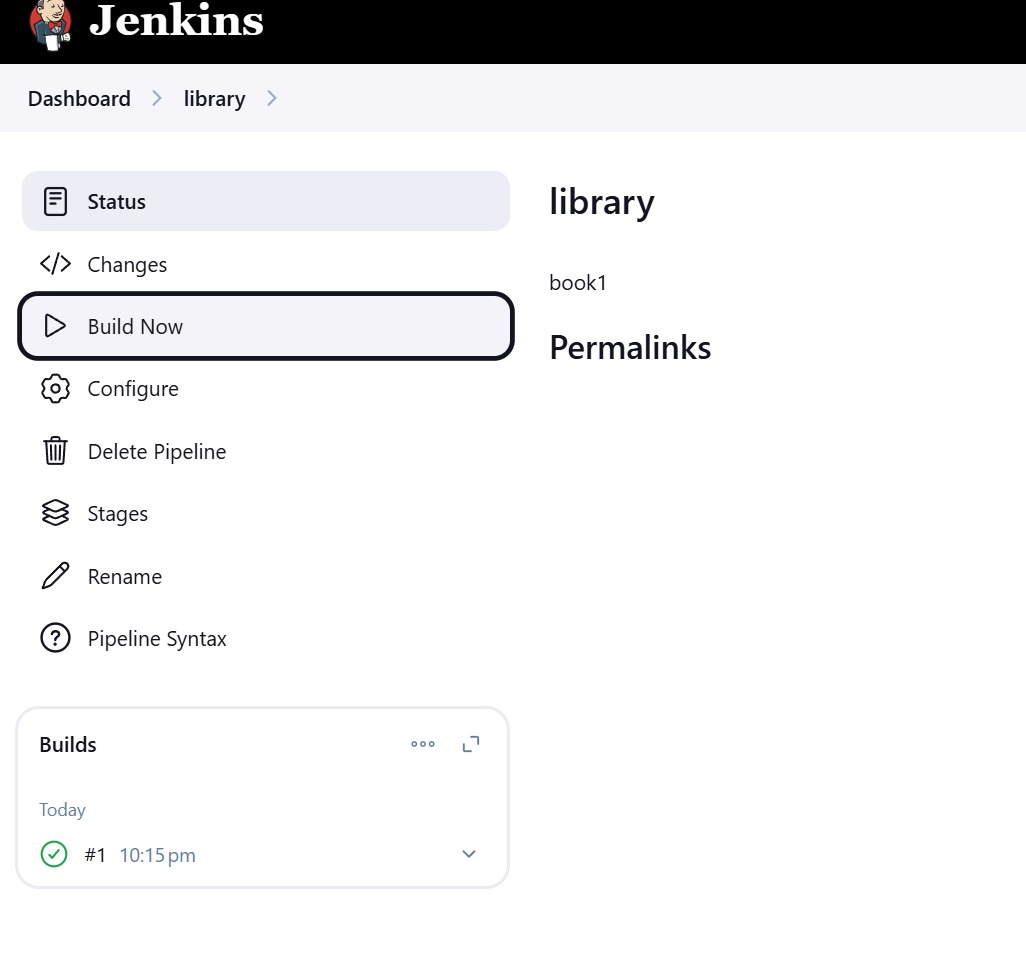 Jenkins
Dashboard
library
Status
Changes
Build Now
Configure
Delete Pipeline
Stages
Rename
Pipeline Syntax
library
book1
Permalinks
Builds
Today
#1 10:15 pm